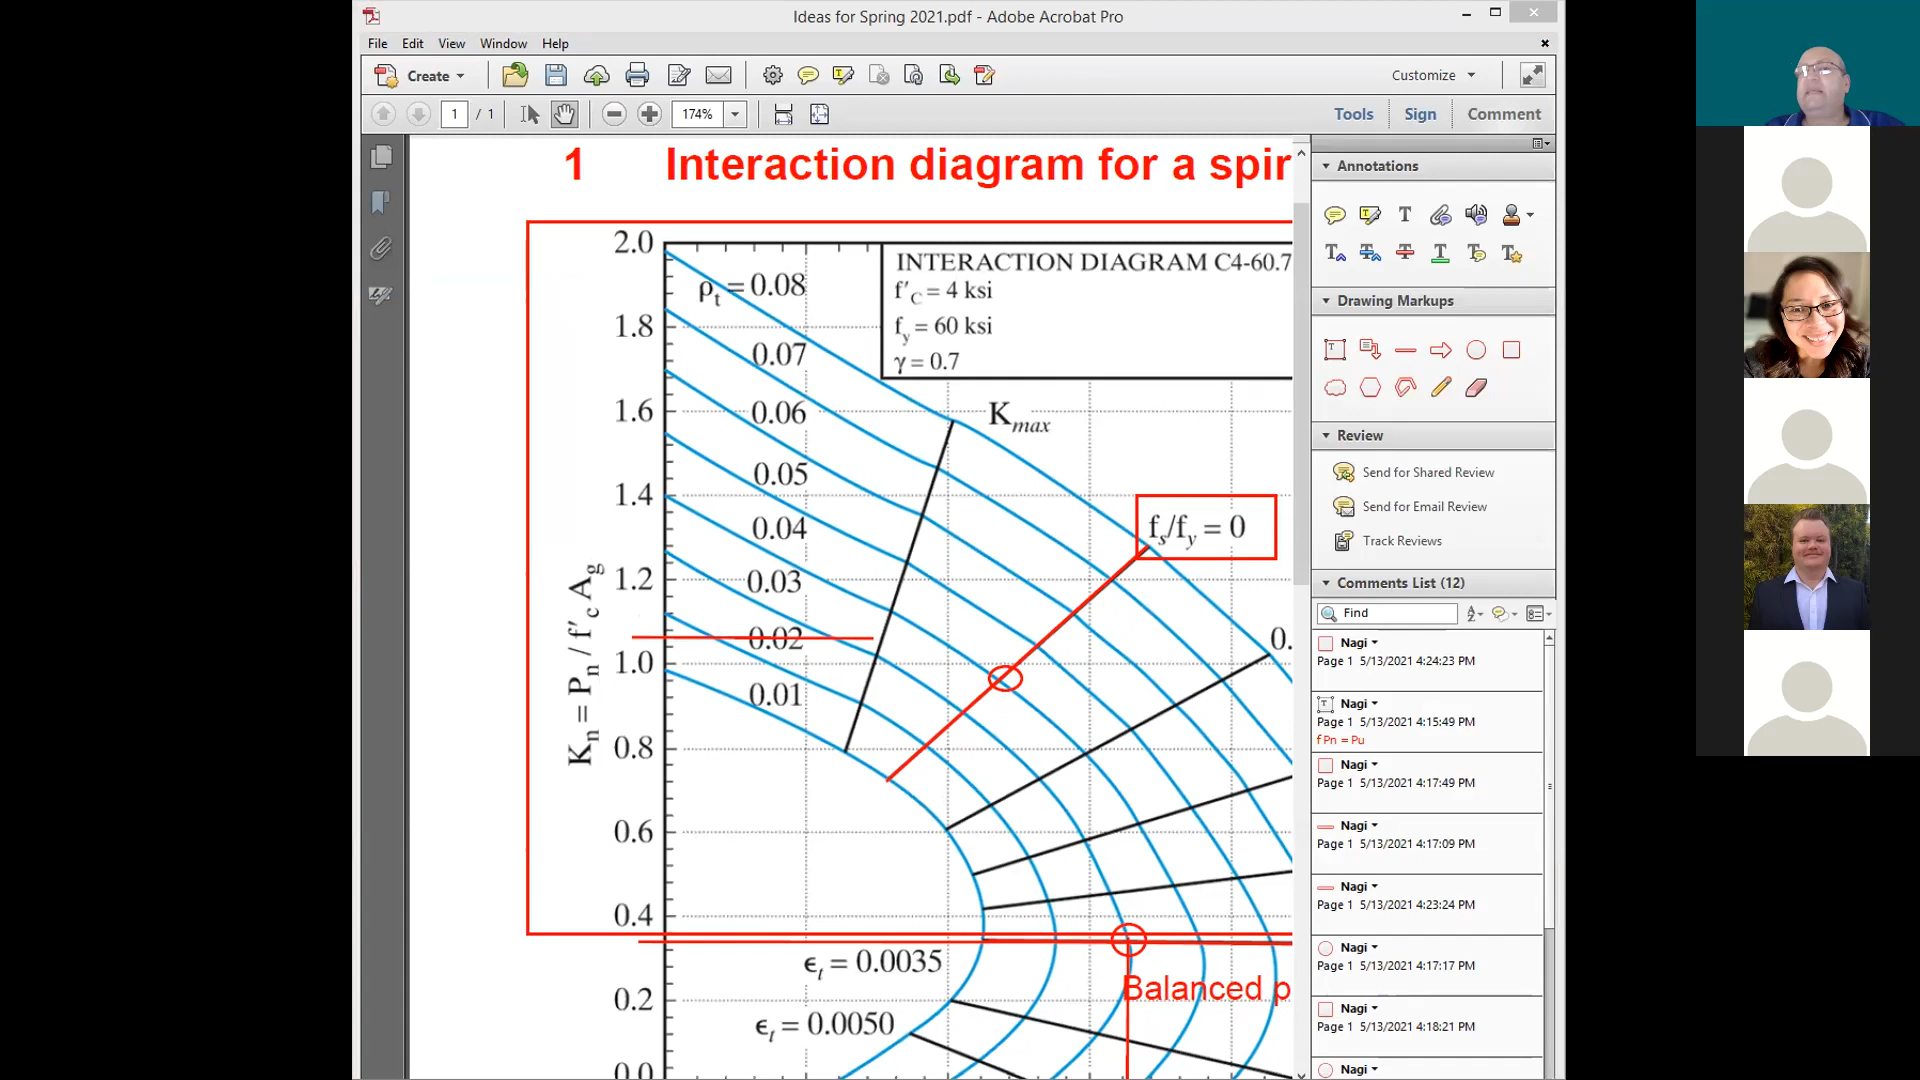 Ideas for Spring 2021.pdf - Adobe Acrobat Pro
File Edit View Window Help
Create
Customize
1 / 1
174%
Tools Sign Comment
1 Interaction diagram for a spir
2.0
1.8
1.6
1.4
1.2
1.0
0.8
0.6
0.4
0.2
0.0
Kn = Pn / f′c Ag
INTERACTION DIAGRAM C4-60.7
f′C = 4 ksi
fy = 60 ksi
γ = 0.7
ρt = 0.08
0.07
0.06
0.05
0.04
0.03
0.02
0.01
Kmax
fs/fy = 0
0.
ϵt = 0.0035
ϵt = 0.0050
Balanced p
Annotations
Drawing Markups
Review
Send for Shared Review
Send for Email Review
Track Reviews
Comments List (12)
Find
Nagi
Page 1 5/13/2021 4:24:23 PM
Nagi
Page 1 5/13/2021 4:15:49 PM
f Pn = Pu
Nagi
Page 1 5/13/2021 4:17:49 PM
Nagi
Page 1 5/13/2021 4:17:09 PM
Nagi
Page 1 5/13/2021 4:23:24 PM
Nagi
Page 1 5/13/2021 4:17:17 PM
Nagi
Page 1 5/13/2021 4:18:21 PM
Nagi